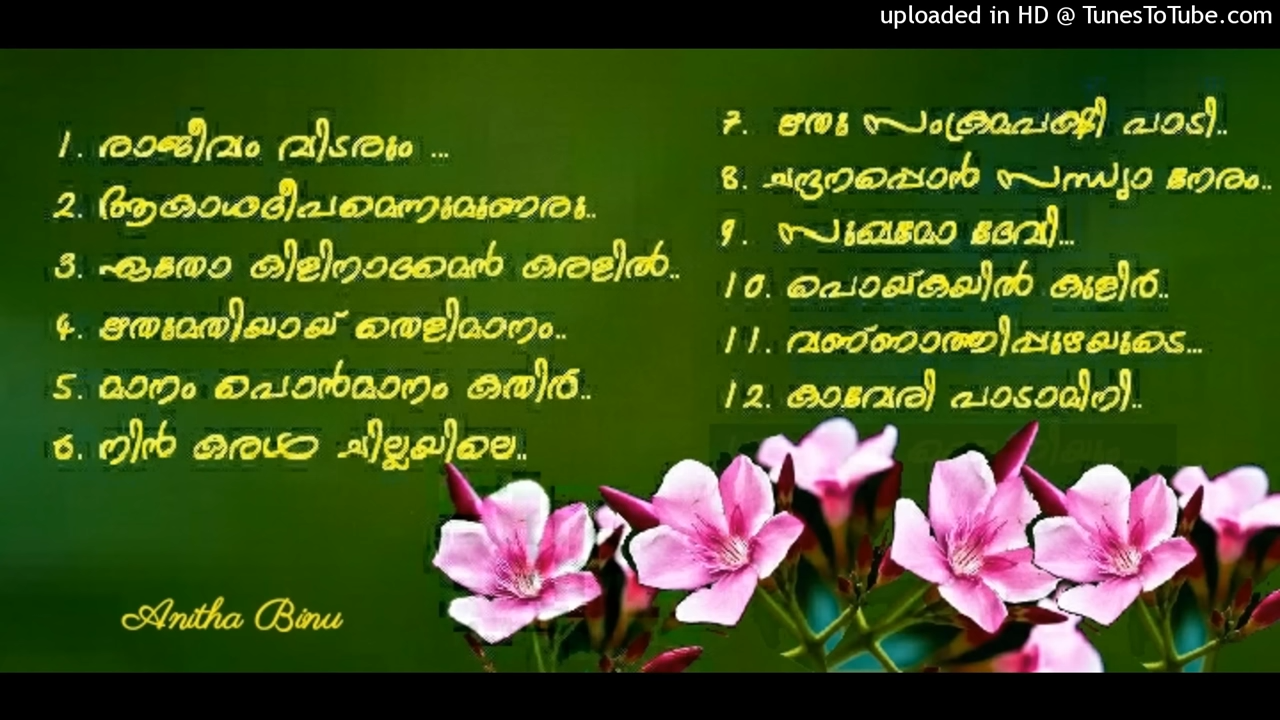 uploaded in HD @ TunesToTube.com
1. രാജീവം വിടരും ...
2. ആകാശദീപമെന്നുമുണരു..
3. ഏതോ കിളിനാദമെൻ കരളിൽ..
4. ഋതുമതിയായ് തെളിമാനം..
5. മാനം പൊൻമാനം കതിർ..
6. നിൻ കരൾ ചില്ലയിലെ..
7. ഋതു സംക്രമപക്ഷി പാടി..
8. ചന്ദനപ്പൊൻ സന്ധ്യാ നേരം..
9. സുഖമോ ദേവി...
10. പൊയ്കയിൽ കുളിർ..
11. വണ്ണാത്തിപ്പുഴയുടെ...
12. കാവേരി പാടാമിനി..
Anitha Binu